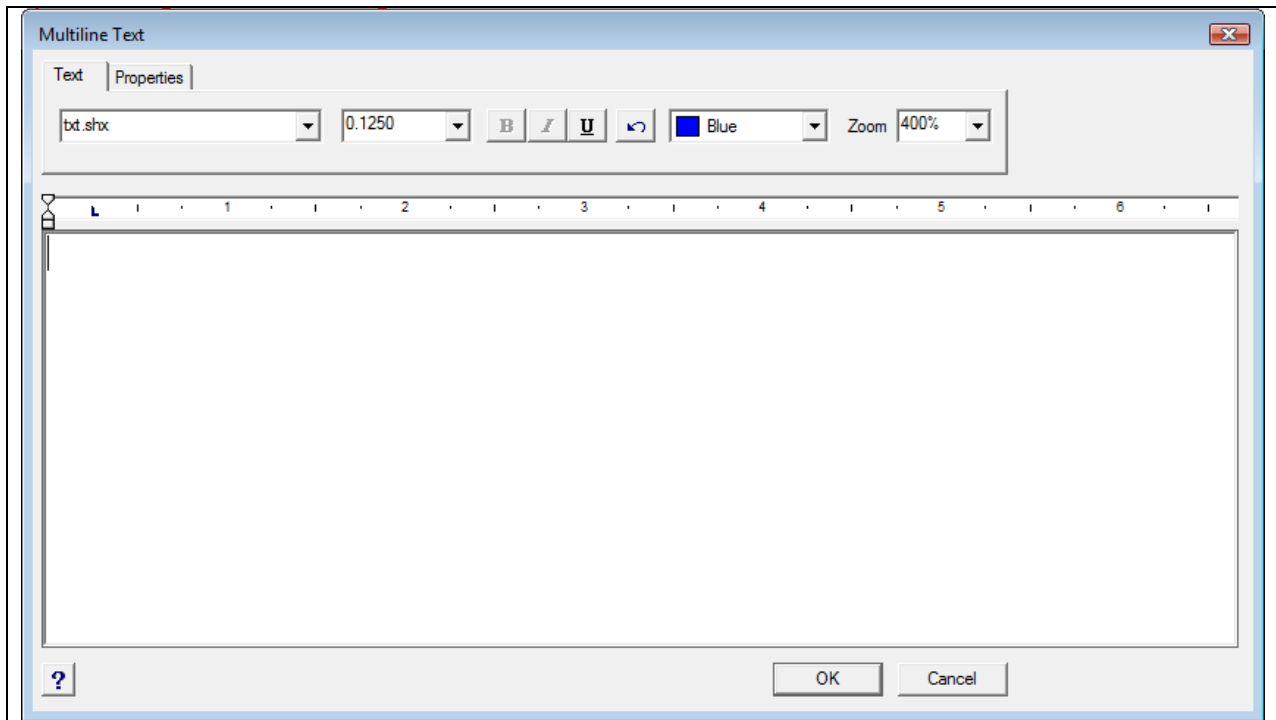 Multiline Text
Text Properties
txt.shx 0.1250 B I U Blue Zoom 400%
1 2 3 4 5 6
? OK Cancel